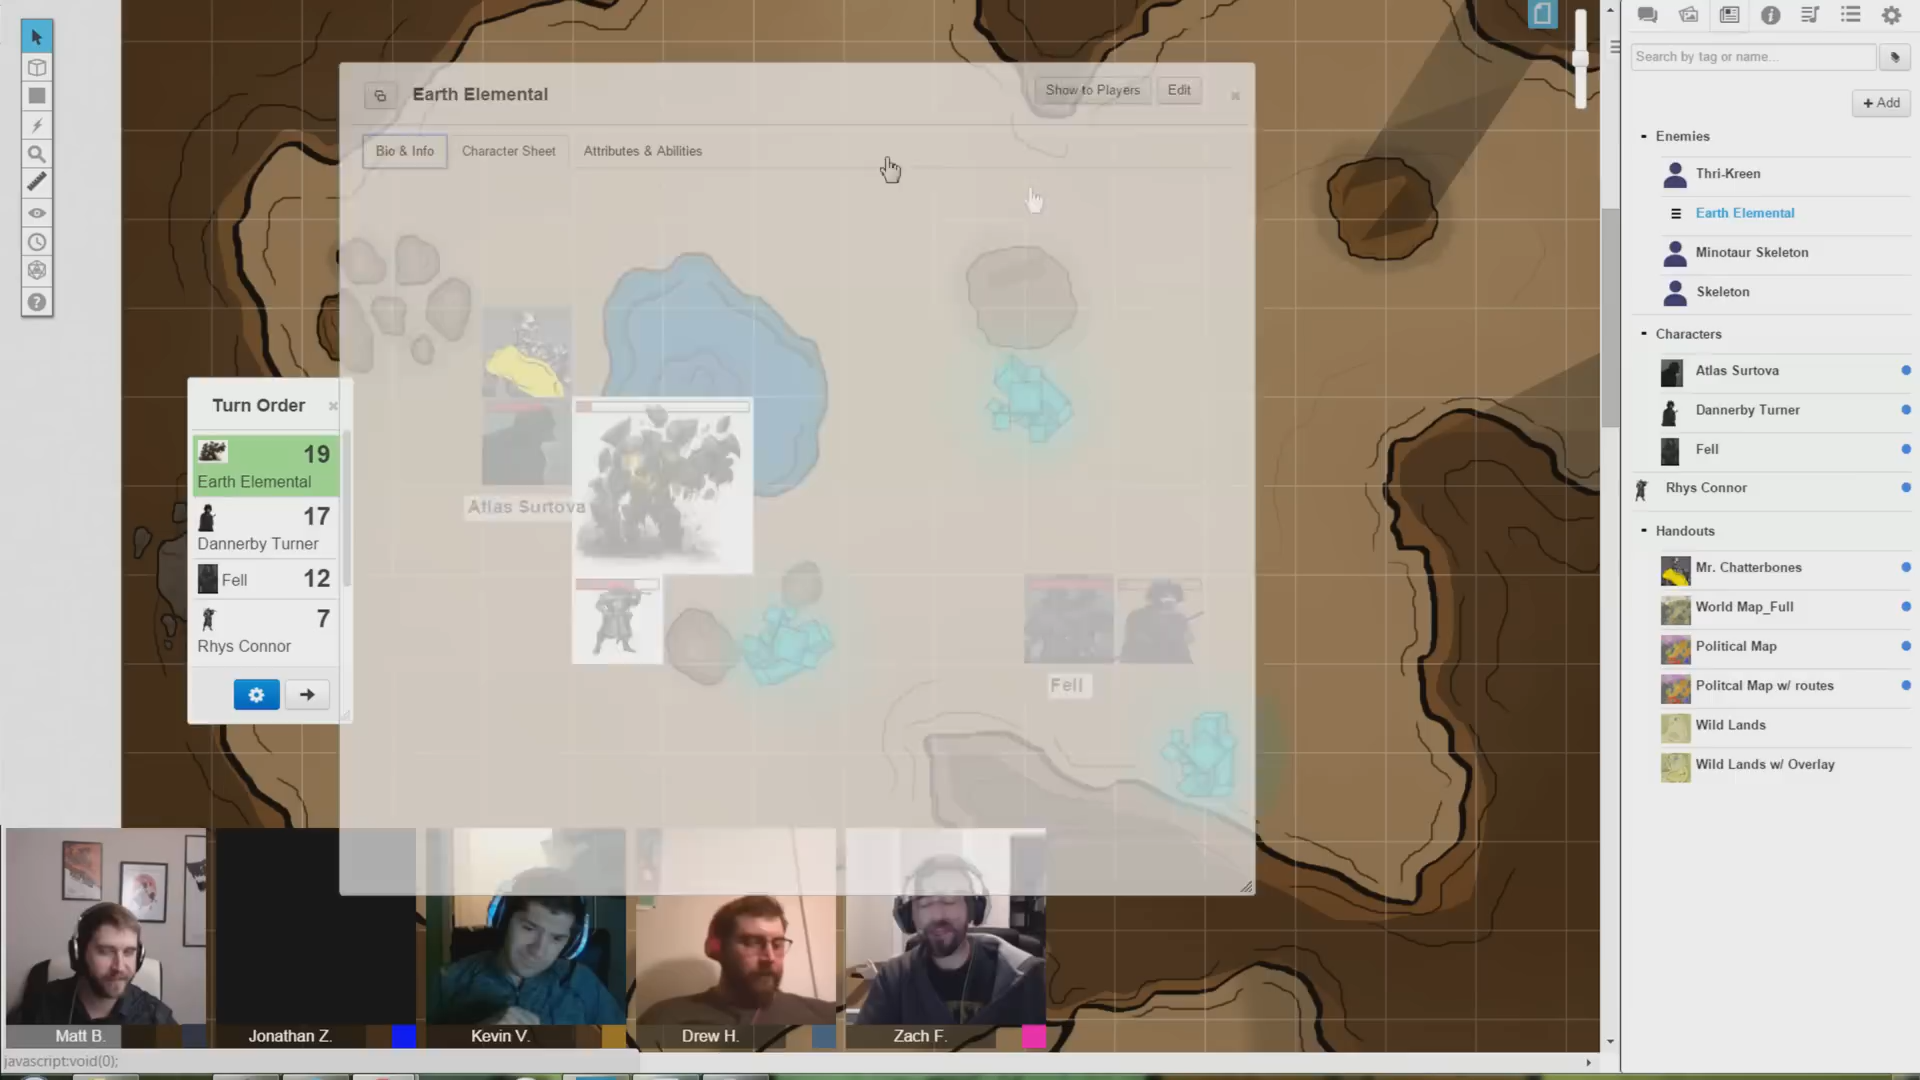 Search by tag or name...
+ Add
Earth Elemental
Show to Players
Edit
Bio & Info
Character Sheet
Attributes & Abilities
Enemies
Thri-Kreen
Earth Elemental
Minotaur Skeleton
Skeleton
Characters
Atlas Surtova
Dannerby Turner
Fell
Rhys Connor
Handouts
Mr. Chatterbones
World Map_Full
Political Map
Politcal Map w/ routes
Wild Lands
Wild Lands w/ Overlay
Turn Order
19
Earth Elemental
17
Dannerby Turner
Fell
12
7
Rhys Connor
Atlas Surtova
Fell
Matt B.
Jonathan Z.
Kevin V.
Drew H.
Zach F.
javascript:void(0);